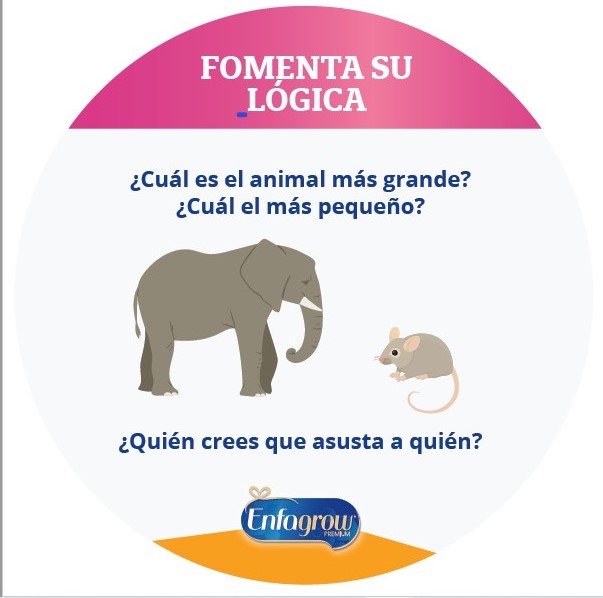 FOMENTA SU
LÓGICA
¿Cuál es el animal más grande?
¿Cuál el más pequeño?
¿Quién crees que asusta a quién?
Enfagrow
PREMIUM